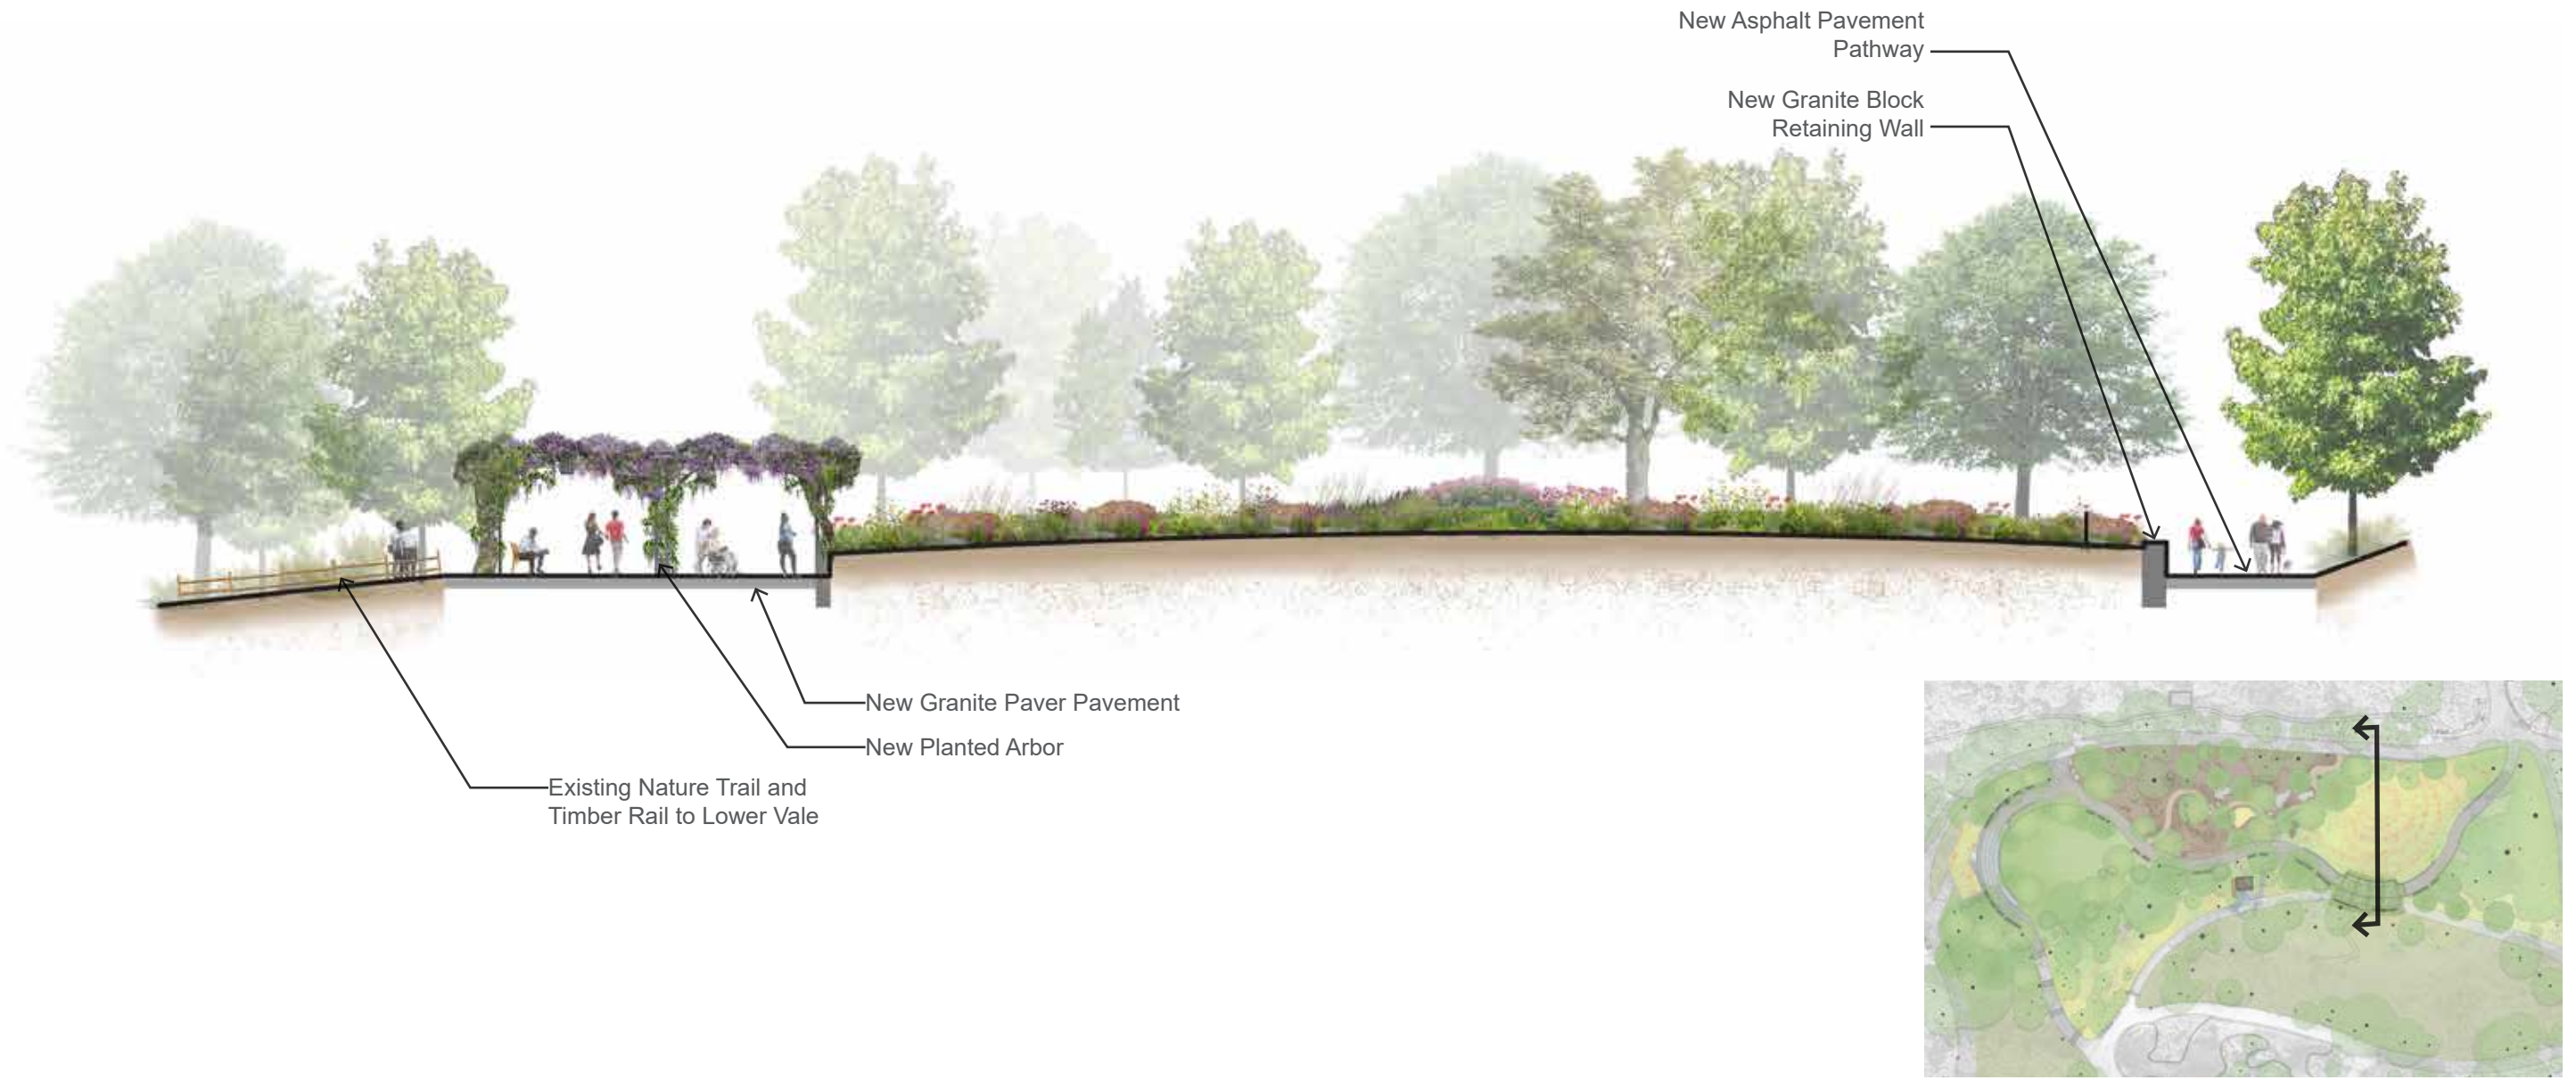 New Asphalt Pavement
Pathway
New Granite Block
Retaining Wall
New Granite Paver Pavement
New Planted Arbor
Existing Nature Trail and
Timber Rail to Lower Vale